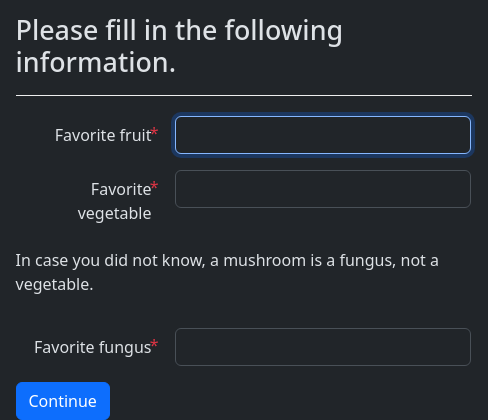 Please fill in the following
information.
Favorite fruit*
Favorite*
vegetable
In case you did not know, a mushroom is a fungus, not a
vegetable.
Favorite fungus*
Continue